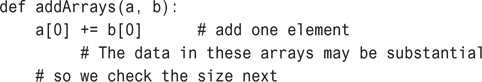 def addArrays(a, b):
    a[0] += b[0]      # add one element
        # The data in these arrays may be substantial
    # so we check the size next